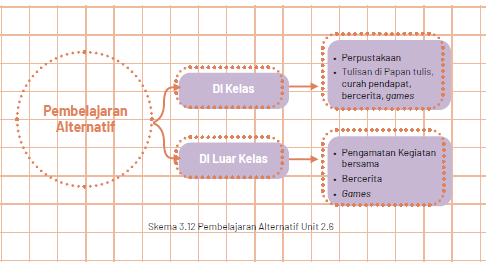 Pembelajaran
Alternatif
DI Kelas
• Perpustakaan
• Tulisan di Papan tulis,
curah pendapat,
bercerita, games
DI Luar Kelas
• Pengamatan Kegiatan
bersama
• Bercerita
• Games
Skema 3.12 Pembelajaran Alternatif Unit 2.6